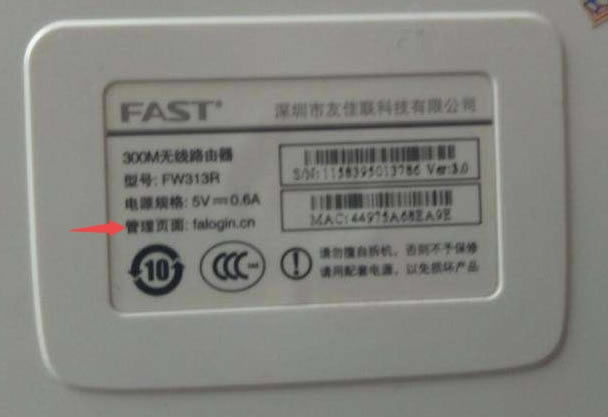 FAST®
深圳市友佳联科技有限公司
300M无线路由器
型号: FW313R
电源规格: 5V⎓0.6A
管理页面: falogin.cn
S/N:1158395013786 Ver:3.0
MAC:44975A68EA9E
10
CCC
请勿擅自拆机，否则不予保修
请用配套电源，以免损坏产品